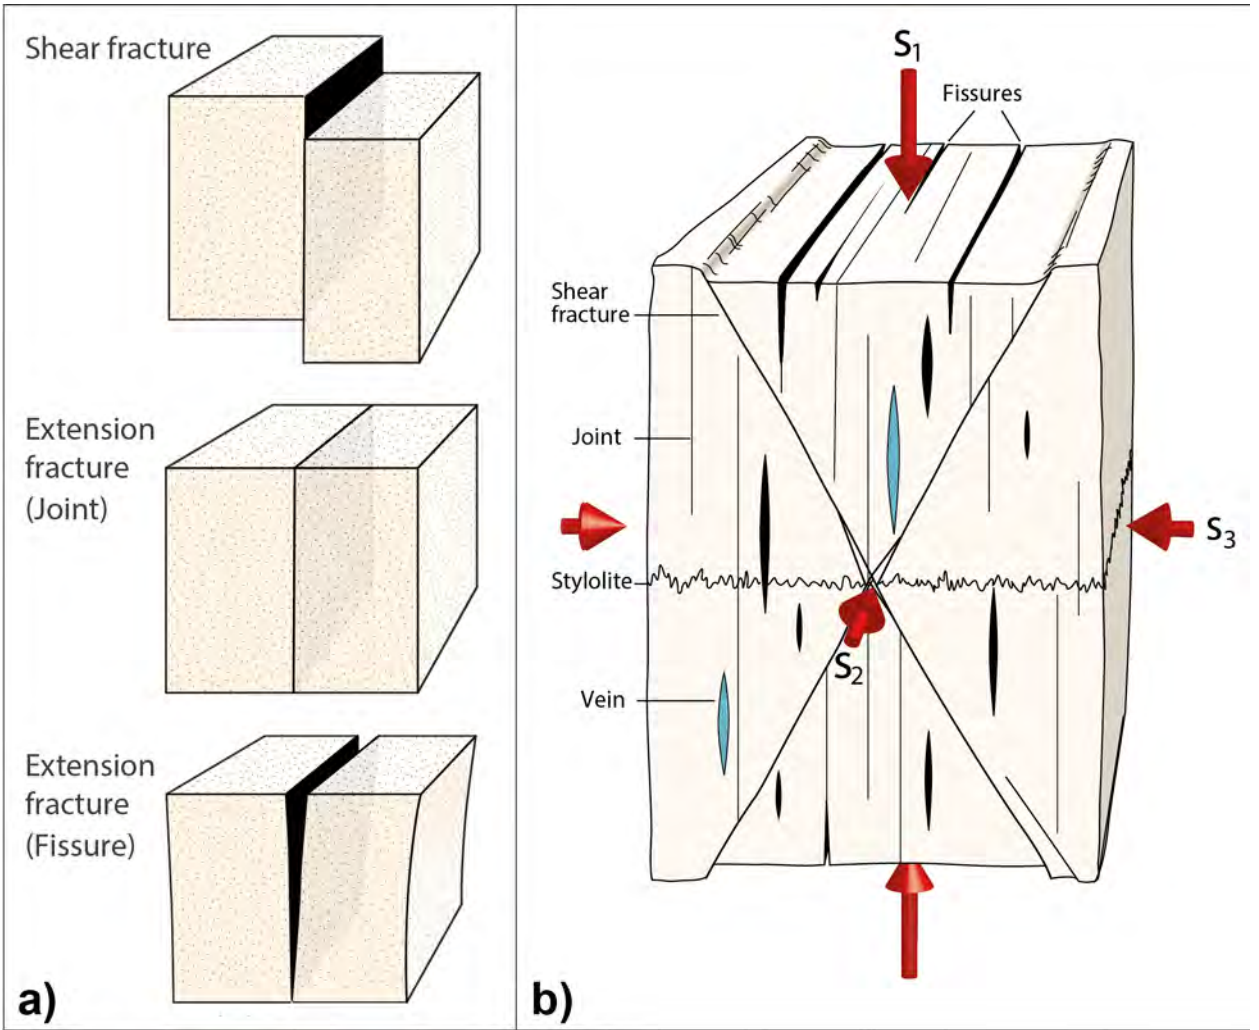 Shear fracture
Extension
fracture
(Joint)
Extension
fracture
(Fissure)
a)
S1
Fissures
Shear
fracture
Joint
S3
Stylolite
S2
Vein
b)